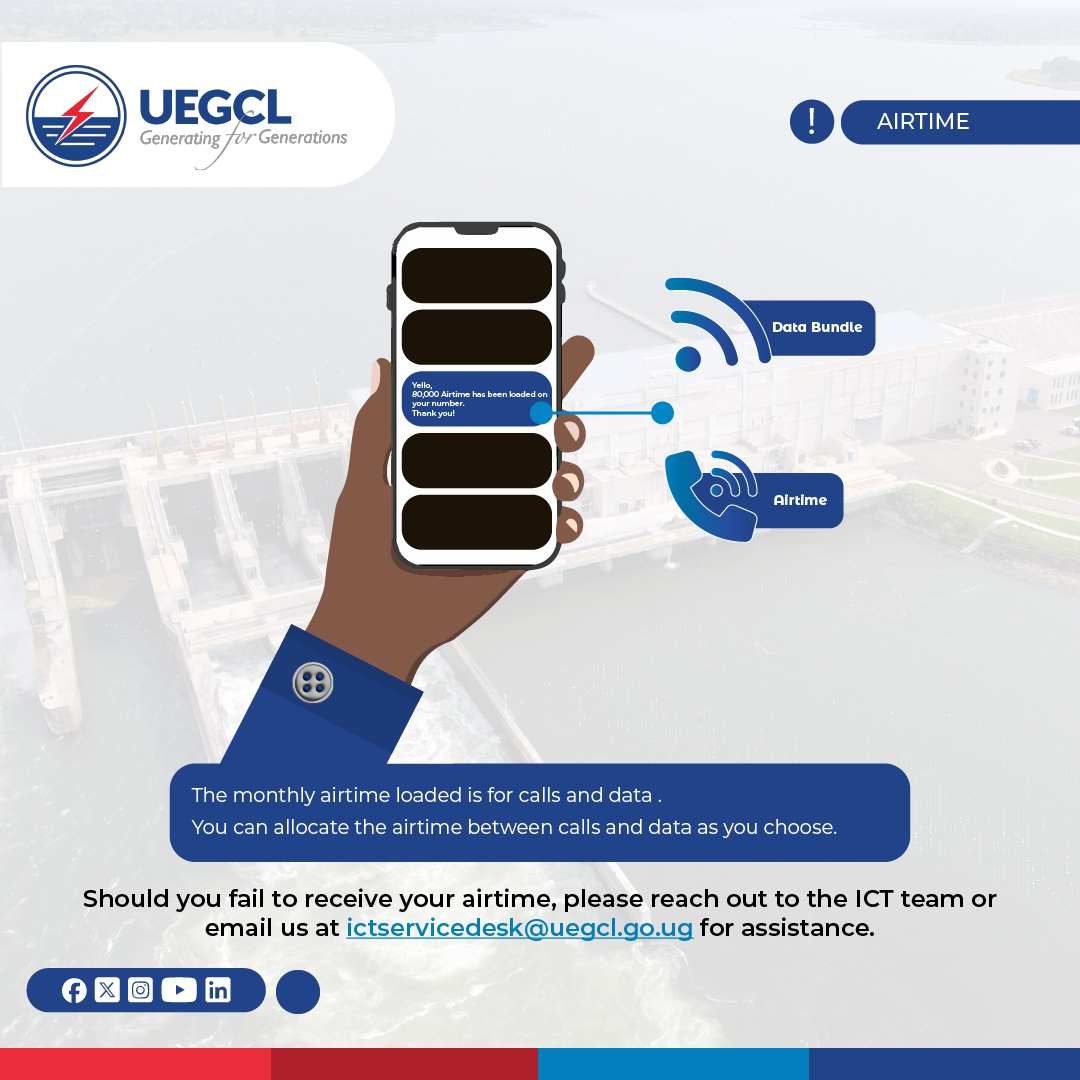 UEGCL
Generating for Generations
!
AIRTIME
Yello,
80,000 Airtime has been loaded on
your number.
Thank you!
Data Bundle
Airtime
The monthly airtime loaded is for calls and data .
You can allocate the airtime between calls and data as you choose.
Should you fail to receive your airtime, please reach out to the ICT team or
email us at ictservicedesk@uegcl.go.ug for assistance.